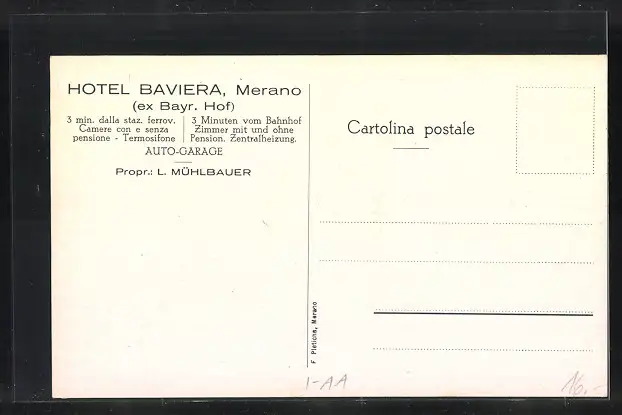 HOTEL BAVIERA, Merano
(ex Bayr. Hof)
3 min. dalla staz. ferrov.
Camere con e senza
pensione - Termosifone
3 Minuten vom Bahnhof
Zimmer mit und ohne
Pension. Zentralheizung.
AUTO-GARAGE
Propr.: L. MÜHLBAUER
Cartolina postale
F. Pleticha, Merano
I-AA
16,-